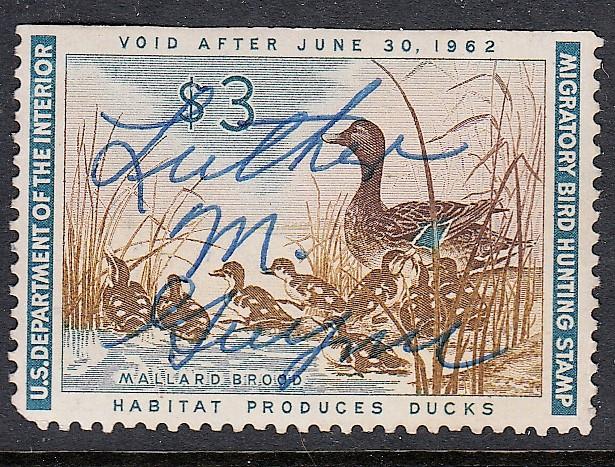 VOID AFTER JUNE 30, 1962
U.S. DEPARTMENT OF THE INTERIOR
$3
MIGRATORY BIRD HUNTING STAMP
Luther
M.
MALLARD BROOD
HABITAT PRODUCES DUCKS